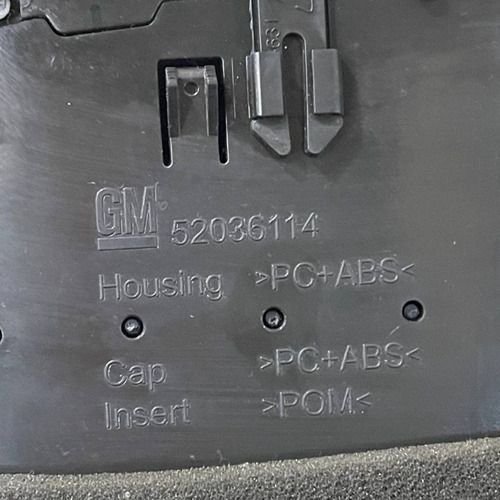 GM 52036114
Housing >PC+ABS<
Cap >PC+ABS<
Insert >POM<